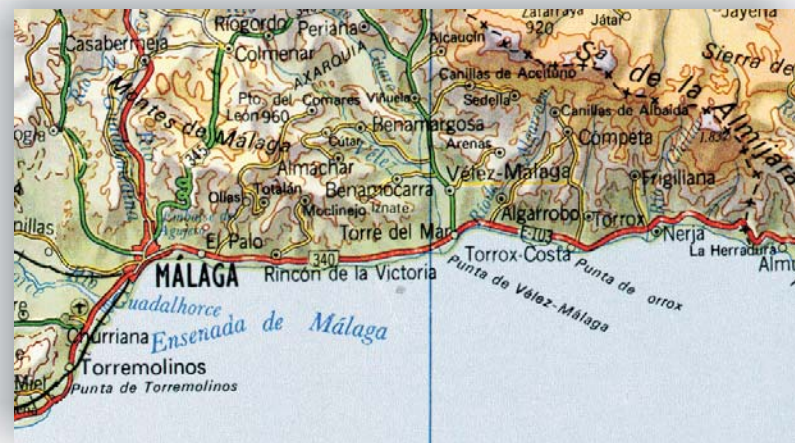 Riogordo
Periana
Alcaucín
Zafarraya
920
Játar
Jayena
Casabermeja
Colmenar
AXARQUIA
Canillas de Aceituno
Sa. de la Almijara
Sierra de
Pto. del
León 960
Comares
Viñuela
Sedella
Canillas de Albaida
1.832
Montes de Málaga
Benamargosa
Cútar
Arenas
Cómpeta
345
Almáchar
Vélez-Málaga
Frigiliana
Olías
Totalán
Benamocarra
Moclinejo
Iznate
Algarrobo
Torrox
Nerja
La Herradura
El Palo
Torre del Mar
E-103
MÁLAGA
Rincón de la Victoria
340
Torrox-Costa
Punta de Vélez-Málaga
Punta de orrox
Guadalhorce
Ensenada de Málaga
Churriana
Torremolinos
Punta de Torremolinos